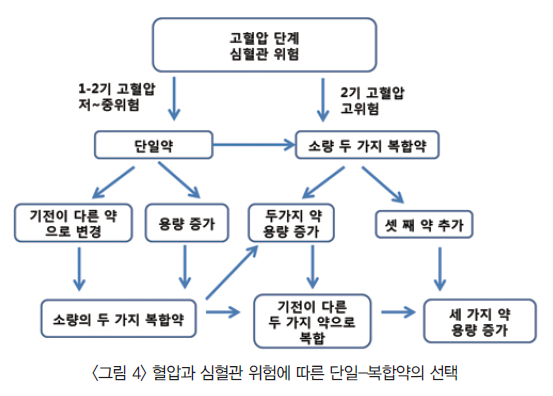 고혈압 단계
심혈관 위험
1-2기 고혈압
저~중위험
2기 고혈압
고위험
단일약
소량 두 가지 복합약
기전이 다른 약
으로 변경
용량 증가
두가지 약
용량 증가
셋 째 약 추가
소량의 두 가지 복합약
기전이 다른
두 가지 약으로
복합
세 가지 약
용량 증가
〈그림 4〉 혈압과 심혈관 위험에 따른 단일–복합약의 선택